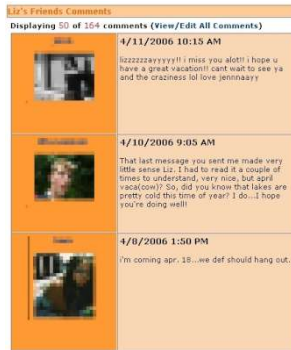 Liz's Friends Comments
Displaying 50 of 164 comments (View/Edit All Comments)
4/11/2006 10:15 AM
lizzzzzayyyyy!! i miss you alot!! i hope u
have a great vacation!! cant wait to see ya
and the craziness lol love jennnaayy
4/10/2006 9:05 AM
That last message you sent me made very
little sense Liz. I had to read it a couple of
times to understand, very nice, but april
vaca(cow)? So, did you know that lakes are
pretty cold this time of year? I do...I hope
you're doing well!
4/8/2006 1:50 PM
i'm coming apr. 18...we def should hang out.